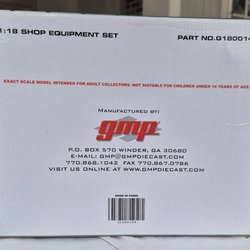 1:18 SHOP EQUIPMENT SET PART NO.G180014
EXACT SCALE MODEL INTENDED FOR ADULT COLLECTORS. NOT SUITABLE FOR CHILDREN UNDER 14 YEARS OF AGE
MANUFACTURED BY:
gmp
P.O. BOX 570 WINDER, GA 30680
E-MAIL: GMP@GMPDIECAST.COM
770.868.1042 FAX 770.867.0786
VISIT US ONLINE AT WWW.GMPDIECAST.COM
MADE IN CHINA